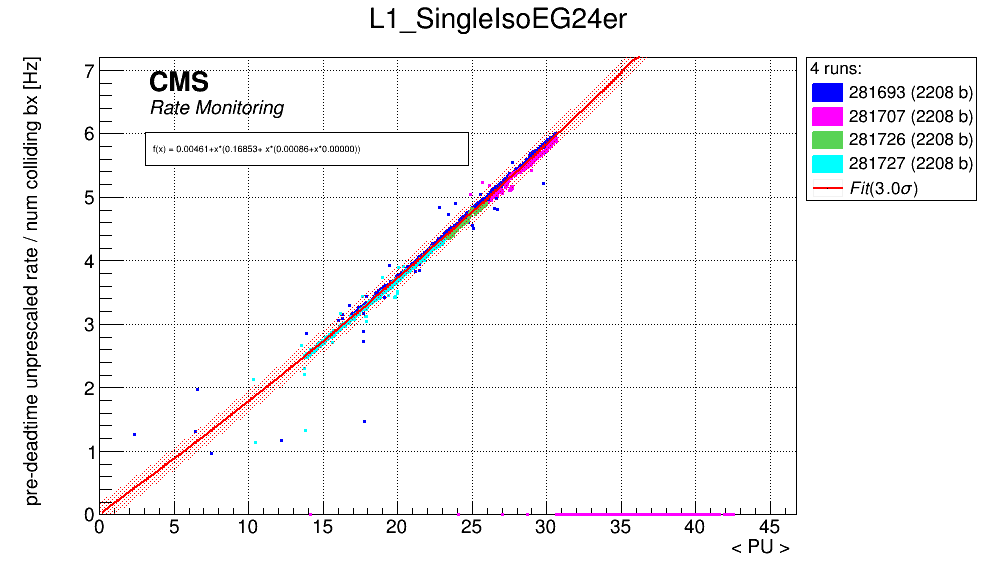 L1_SingleIsoEG24er
pre-deadtime unprescaled rate / num colliding bx [Hz]
CMS
Rate Monitoring
f(x) = 0.00461+x*(0.16853+ x*(0.00086+x*0.00000))
7
6
5
4
3
2
1
0
0 5 10 15 20 25 30 35 40 45
< PU >
4 runs:
281693 (2208 b)
281707 (2208 b)
281726 (2208 b)
281727 (2208 b)
Fit(3.0σ)